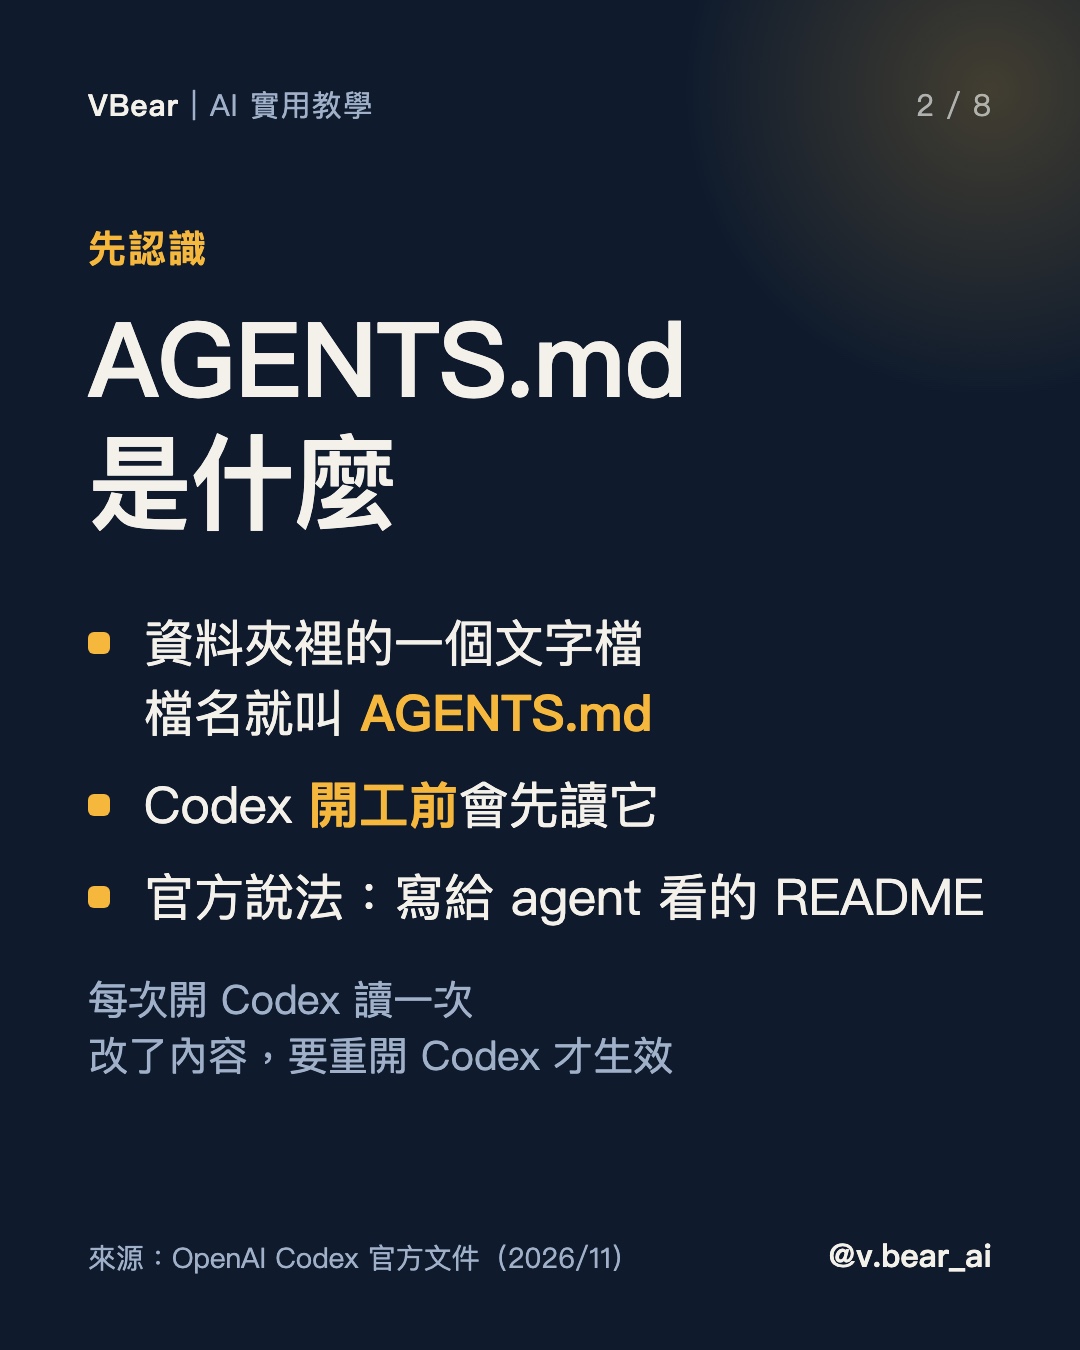 VBear | AI 實用教學
2 / 8
先認識
AGENTS.md
是什麼
資料夾裡的一個文字檔
檔名就叫 AGENTS.md
Codex 開工前會先讀它
官方說法：寫給 agent 看的 README
每次開 Codex 讀一次
改了內容，要重開 Codex 才生效
來源：OpenAI Codex 官方文件（2026/11）
@v.bear_ai